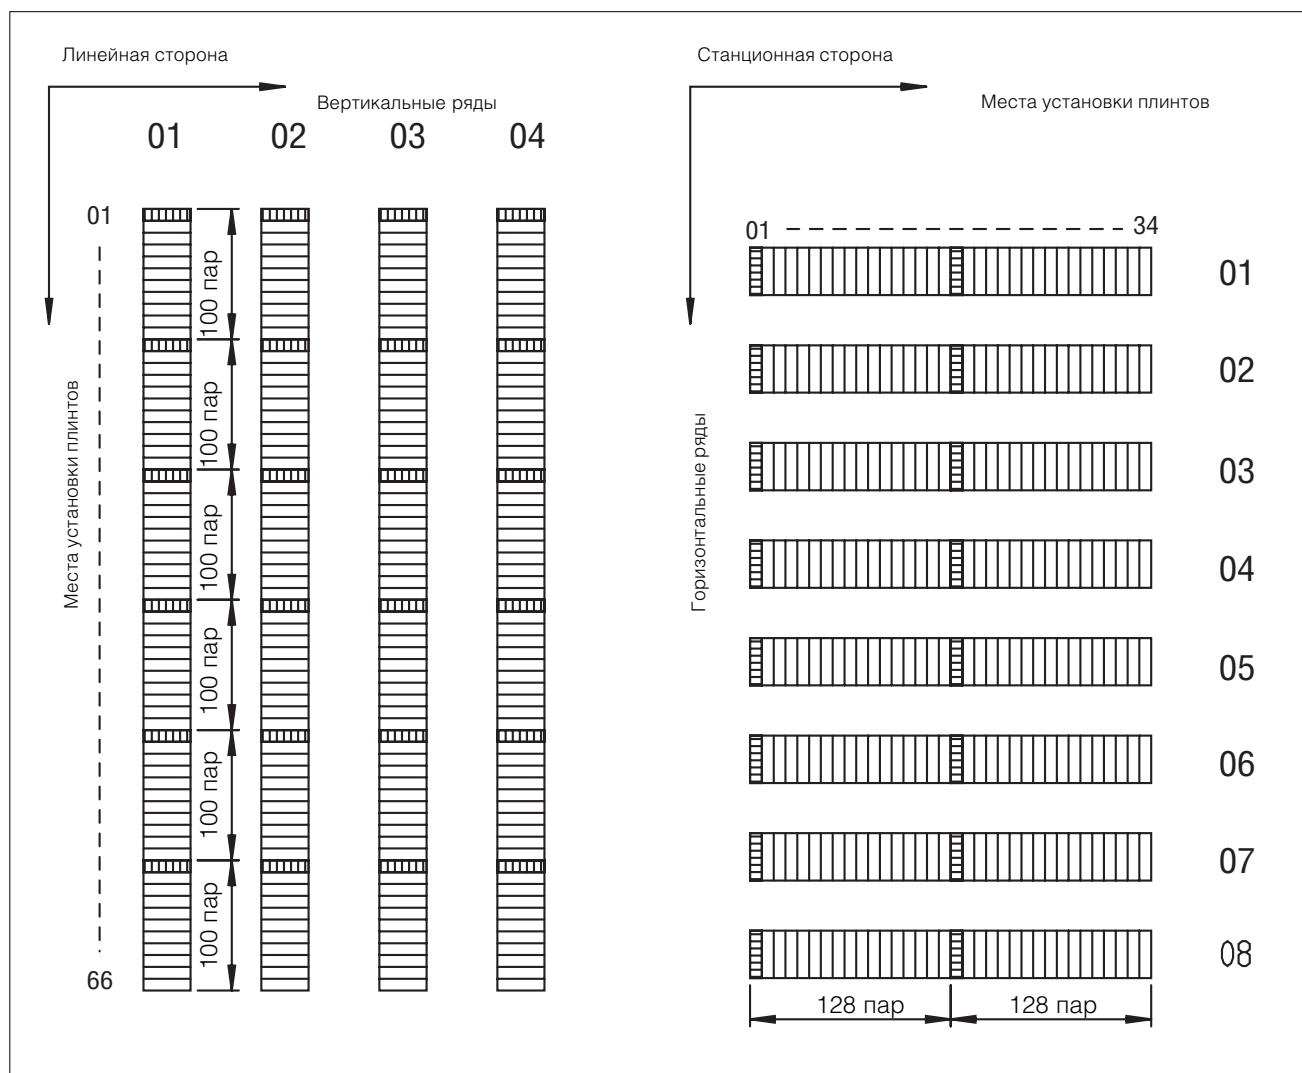 Линейная сторона
Вертикальные ряды
01 02 03 04
01
100 пар
100 пар
100 пар
100 пар
100 пар
100 пар
Места установки плинтов
66
Станционная сторона
Места установки плинтов
01 34
01
02
03
04
05
06
07
08
Горизонтальные ряды
128 пар 128 пар